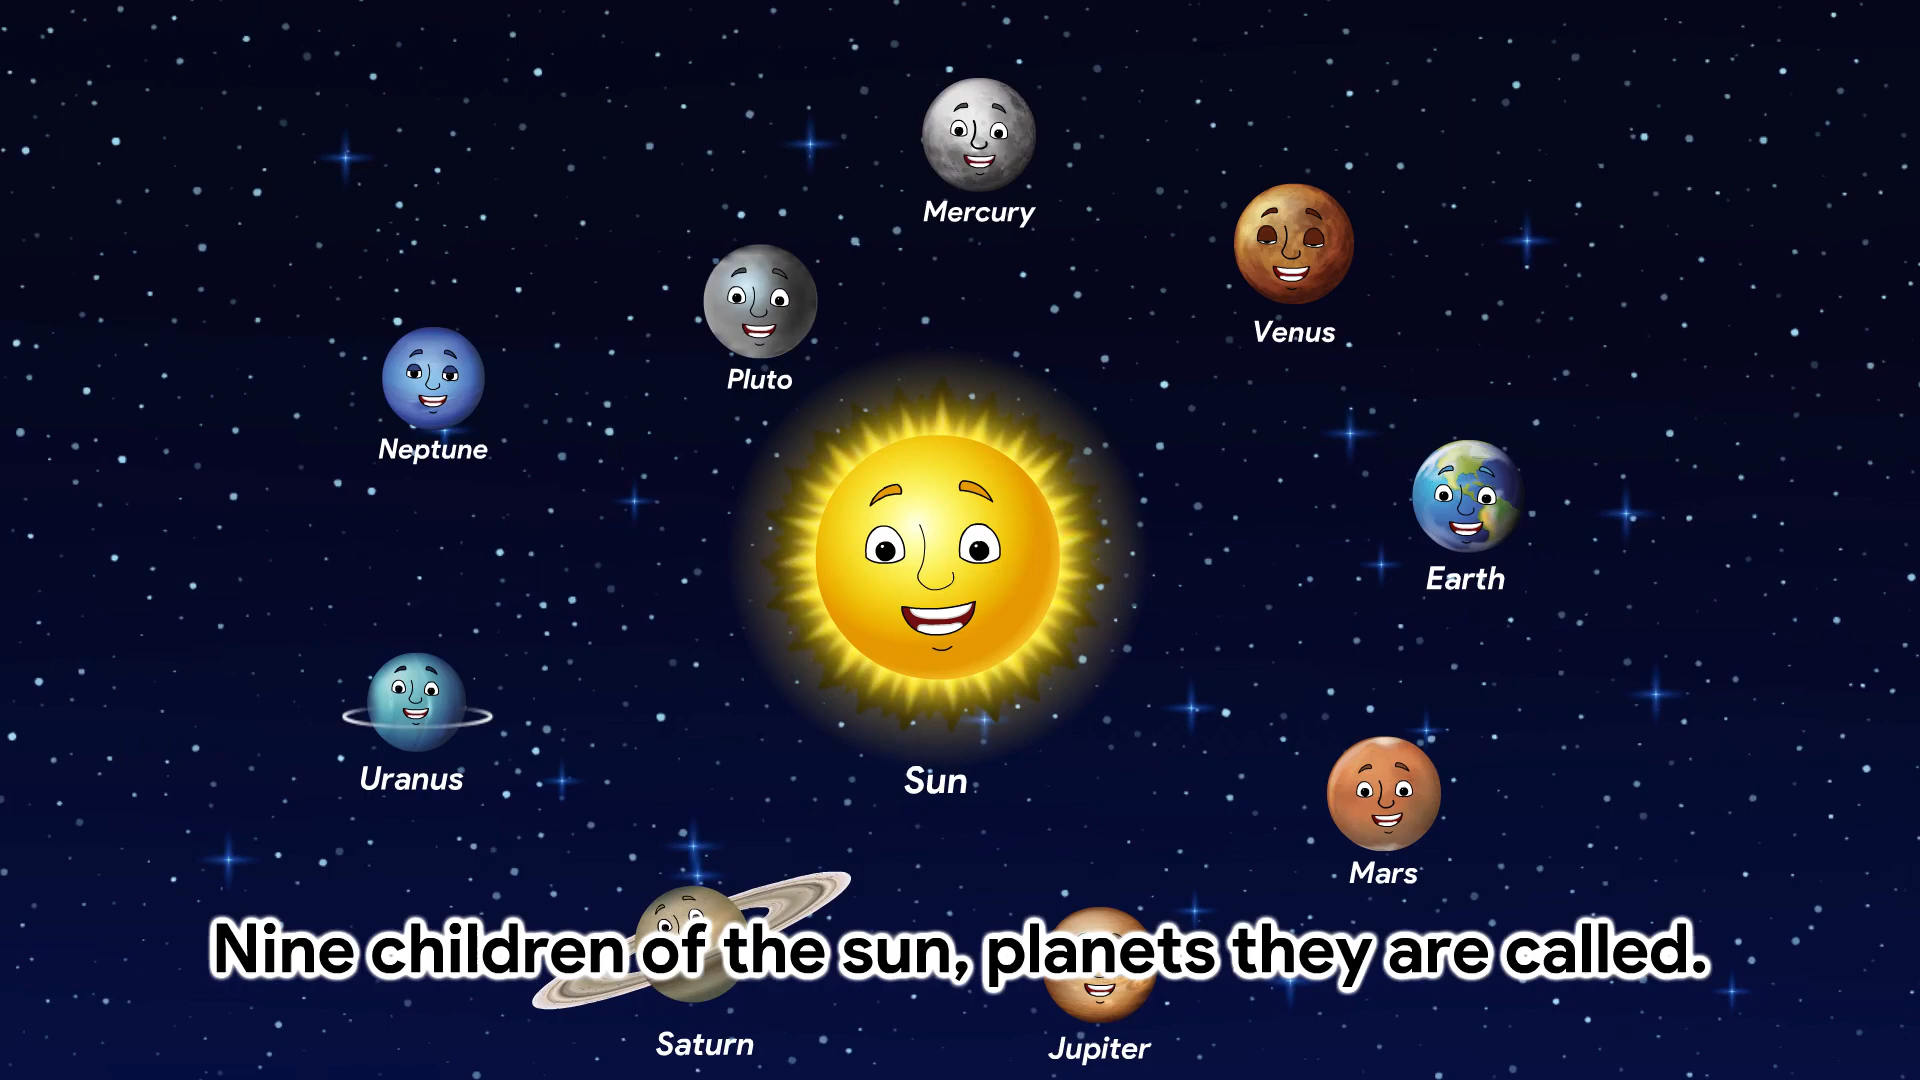 Mercury
Venus
Pluto
Neptune
Earth
Uranus
Sun
Mars
Nine children of the sun, planets they are called.
Saturn
Jupiter